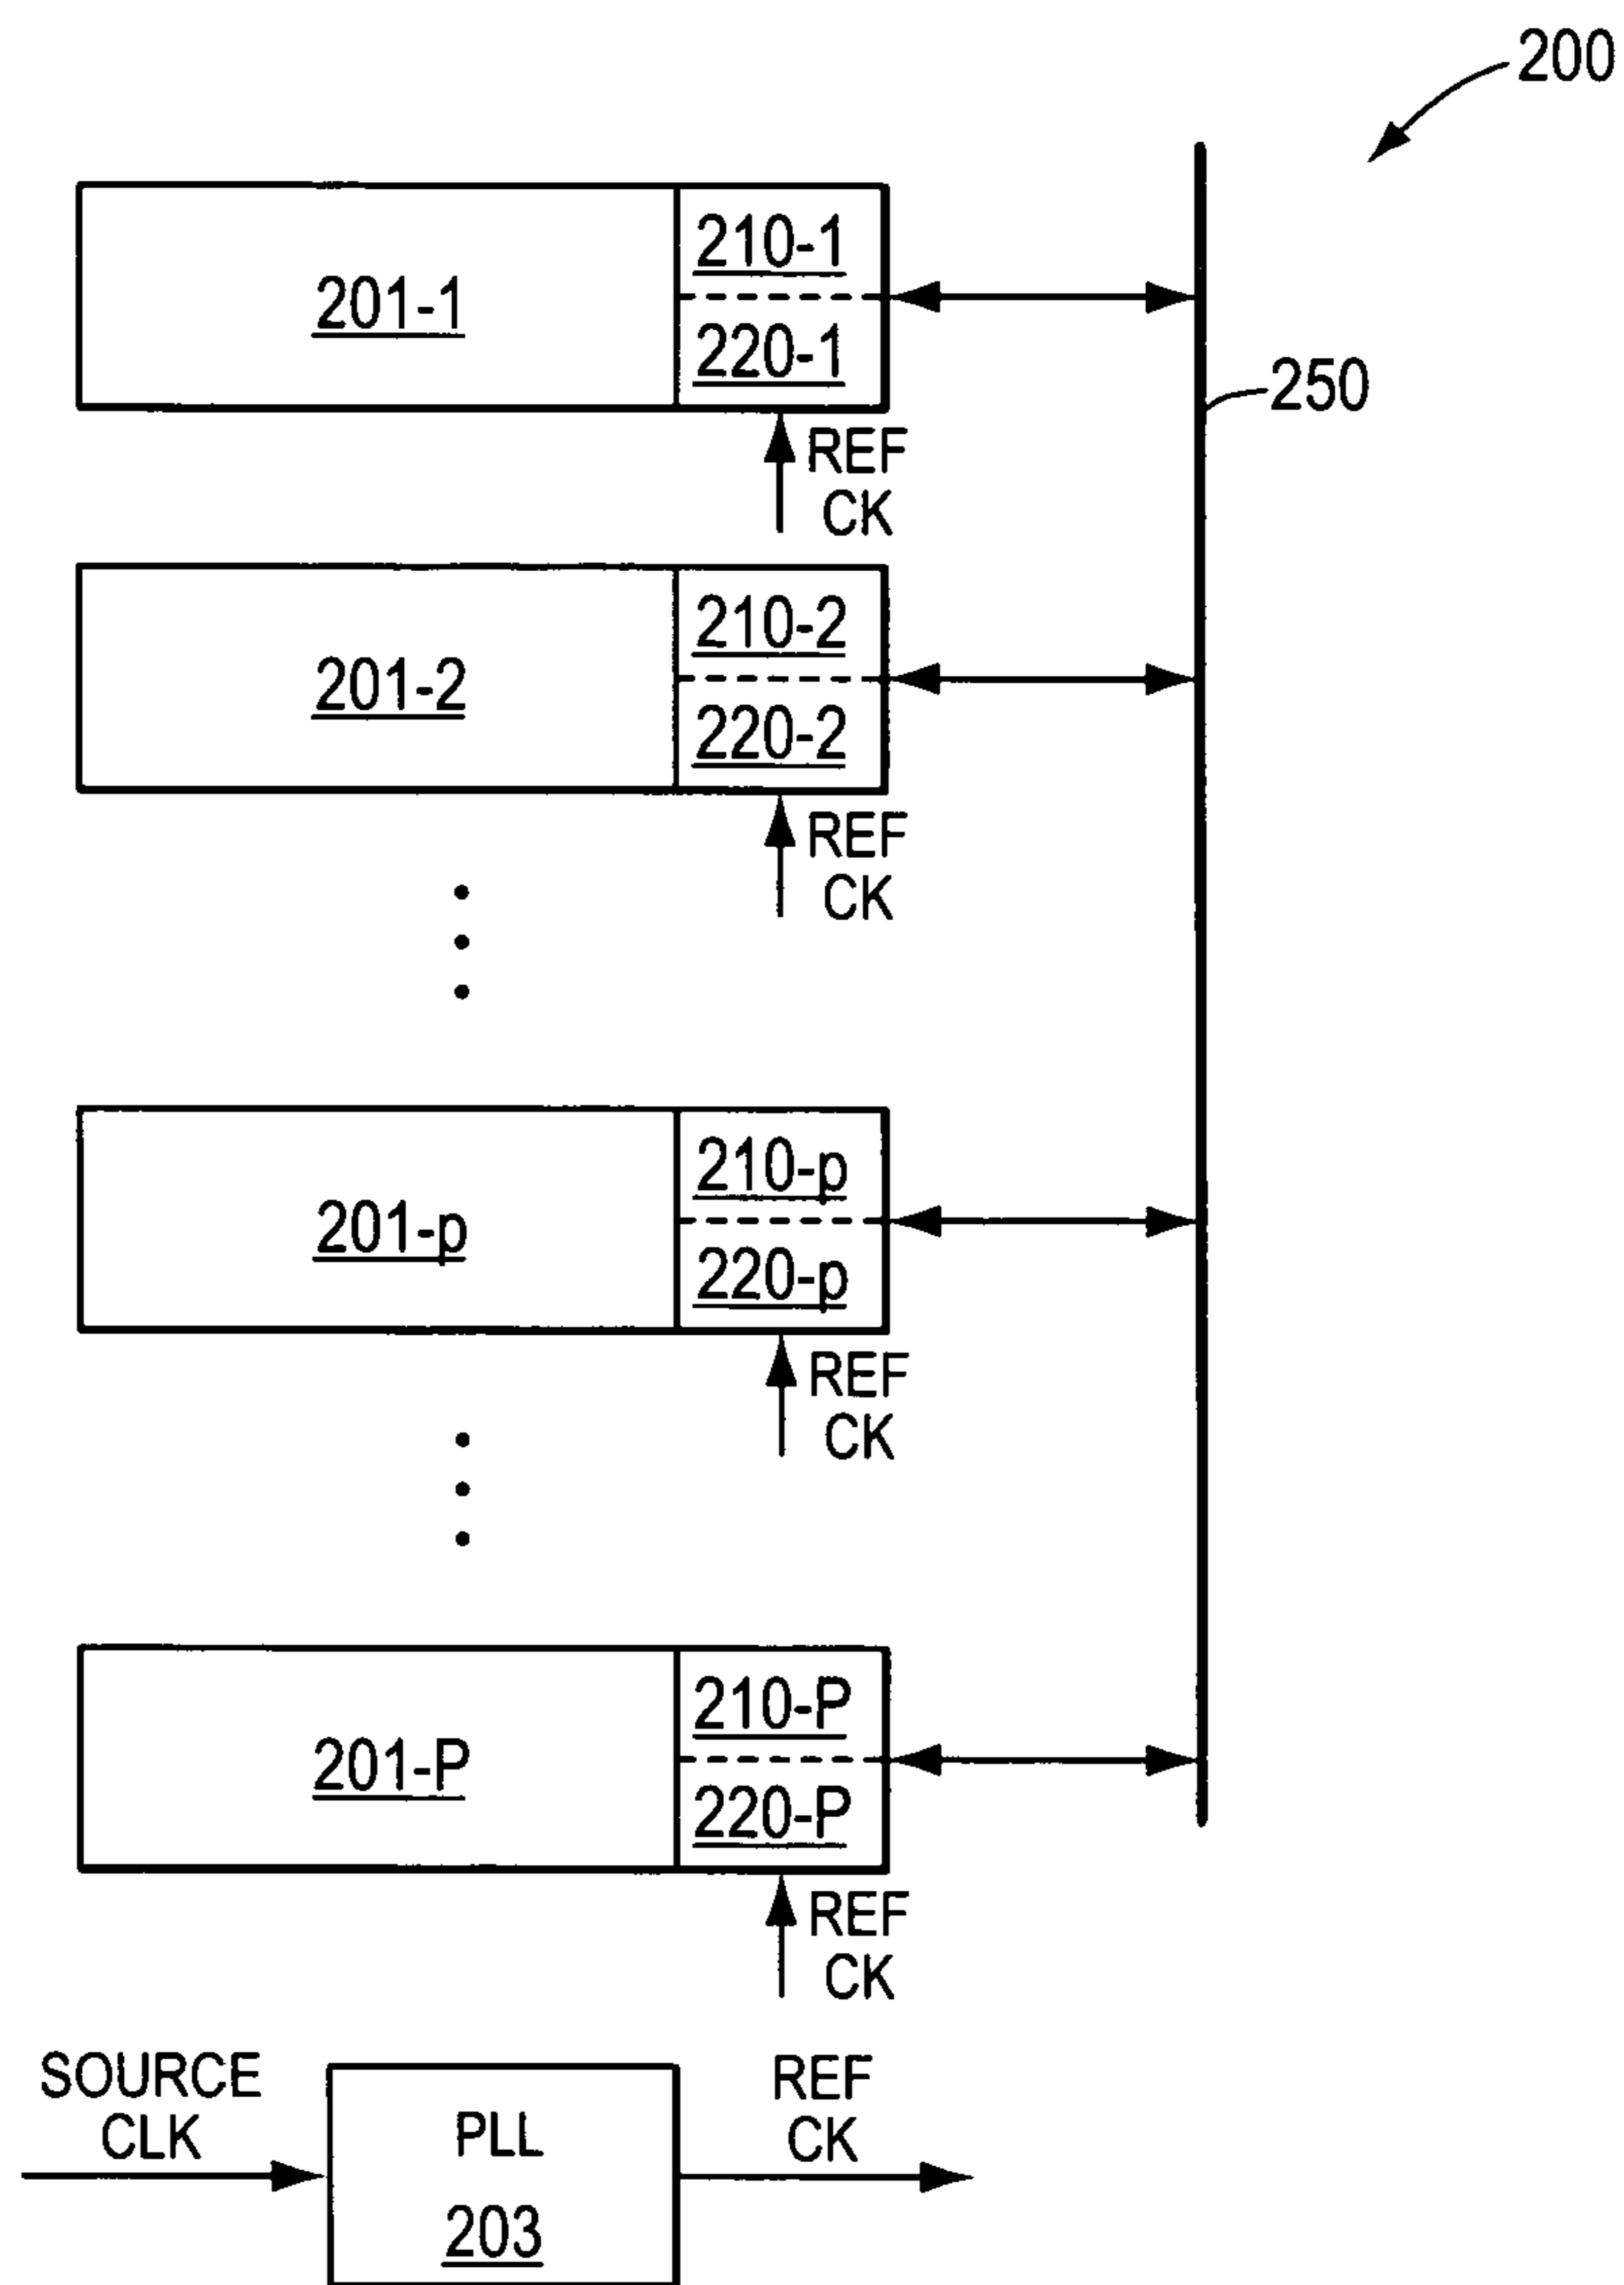 200
210-1
201-1
220-1
250
REF
CK
210-2
201-2
220-2
REF
CK
210-p
201-p
220-p
REF
CK
210-P
201-P
220-P
REF
CK
SOURCE
CLK
PLL
203
REF
CK